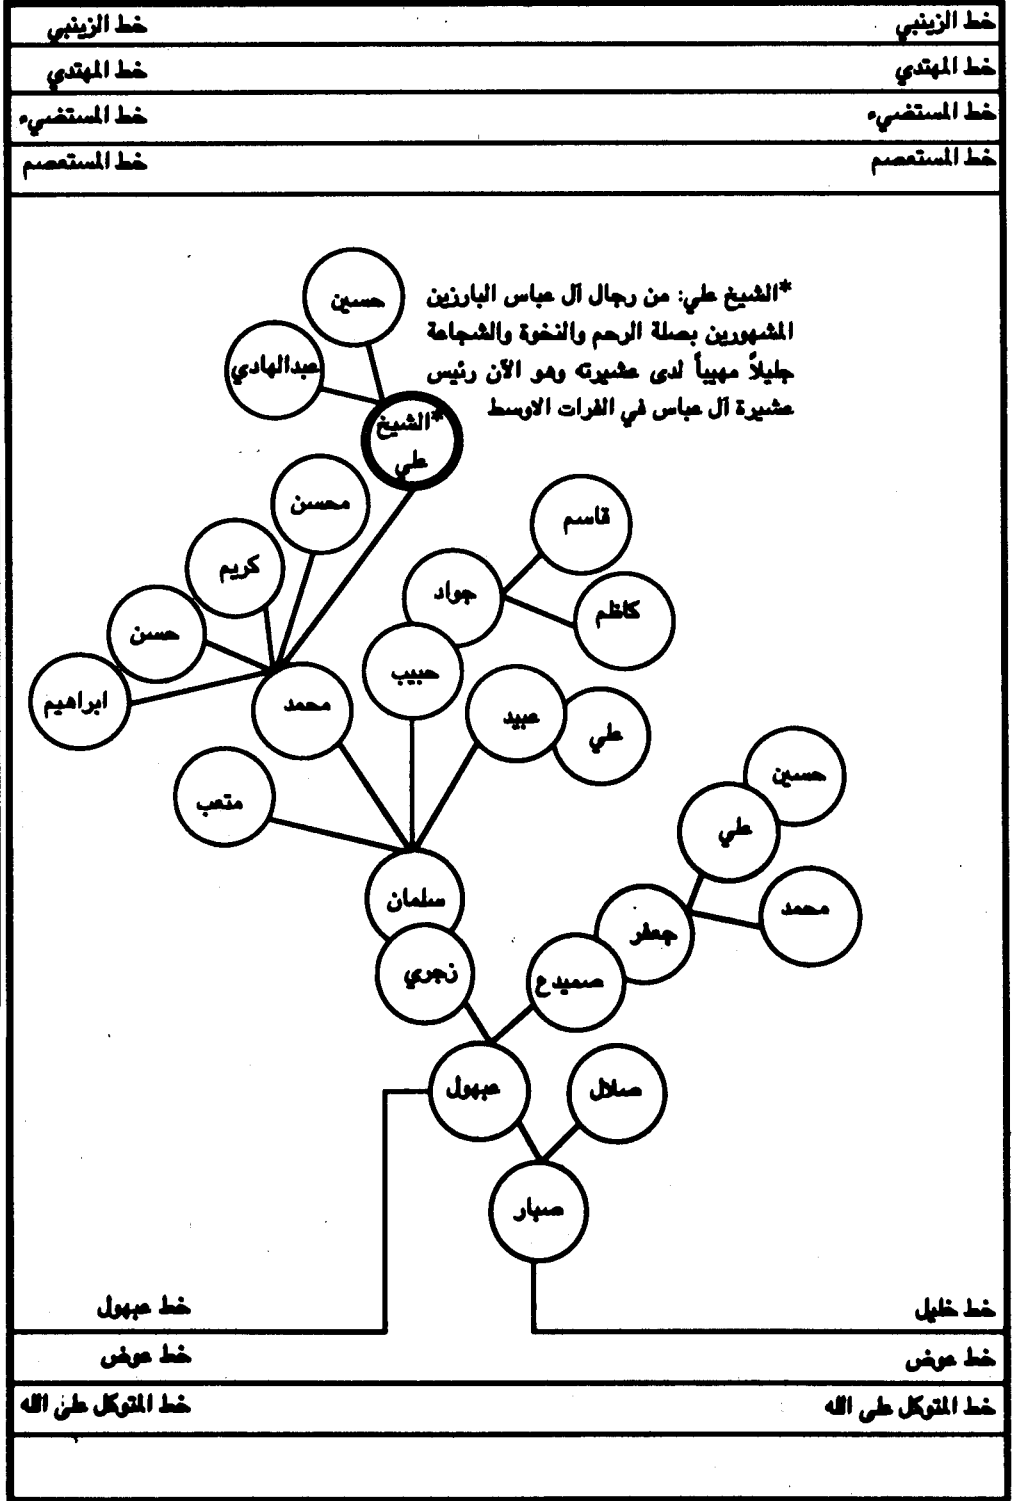 خط الزينبي
خط الزينبي
خط المهتدي
خط المهتدي
خط المستضيء
خط المستضيء
خط المستعصم
خط المستعصم
حسين
*الشيخ علي: من رجال آل عباس البارزين
المشهورين بصلة الرحم والنخوة والشجاعة
جليلاً مهيباً لدى عشيرته وهو الآن رئيس
عشيرة آل عباس في الفرات الاوسط
عبدالهادي
*الشيخ
علي
محسن
قاسم
كريم
جواد
كاظم
حسن
حبيب
ابراهيم
محمد
عبيد
علي
حسين
متعب
علي
سلمان
محمد
جعفر
زجري
صميدع
عبهول
صلال
صبار
خط خليل
خط عبهول
خط عوض
خط عوض
خط المتوكل على الله
خط المتوكل على الله